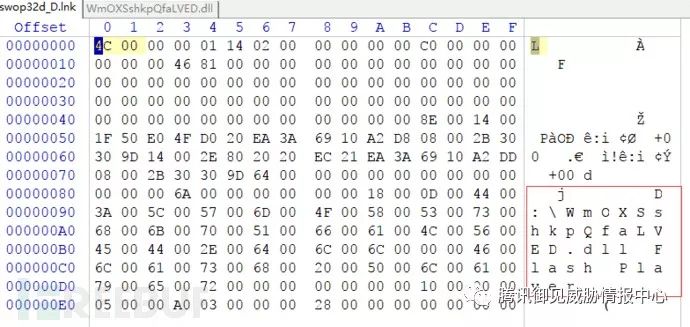 swop32d_D.lnk WmOXSshkpQfaLVED.dll
Offset 0 1 2 3 4 5 6 7 8 9 A B C D E F
00000000 4C 00 00 00 01 14 02 00 00 00 00 00 C0 00 00 00 L À
00000010 00 00 00 46 81 00 00 00 00 00 00 00 00 00 00 00 F
00000020 00 00 00 00 00 00 00 00 00 00 00 00 00 00 00 00
00000030 00 00 00 00 00 00 00 00 00 00 00 00 01 00 00 00
00000040 00 00 00 00 00 00 00 00 00 00 00 00 8E 00 14 00 Ž
00000050 1F 50 E0 4F D0 20 EA 3A 69 10 A2 D8 08 00 2B 30 PàOÐ ê:i ¢Ø +0
00000060 30 9D 14 00 2E 80 20 20 EC 21 EA 3A 69 10 A2 DD 0 .€ ì!ê:i ¢Ý
00000070 08 00 2B 30 30 9D 64 00 00 00 00 00 00 00 00 00 +00 d
00000080 00 00 00 6A 00 00 00 00 00 00 18 00 0D 00 44 00 j D
00000090 3A 00 5C 00 57 00 6D 00 4F 00 58 00 53 00 73 00 : \ W m O X S s
000000A0 68 00 6B 00 70 00 51 00 66 00 61 00 4C 00 56 00 h k p Q f a L V
000000B0 45 00 44 00 2E 00 64 00 6C 00 6C 00 00 00 46 00 E D . d l l F
000000C0 6C 00 61 00 73 00 68 00 20 00 50 00 6C 00 61 00 l a s h P l a
000000D0 79 00 65 00 72 00 00 00 00 00 00 00 10 00 00 00 y e r
000000E0 05 00 00 A0 03 00 00 00 28 00 00 00 00 00 00 00 (
REEBUF
腾讯御见威胁情报中心